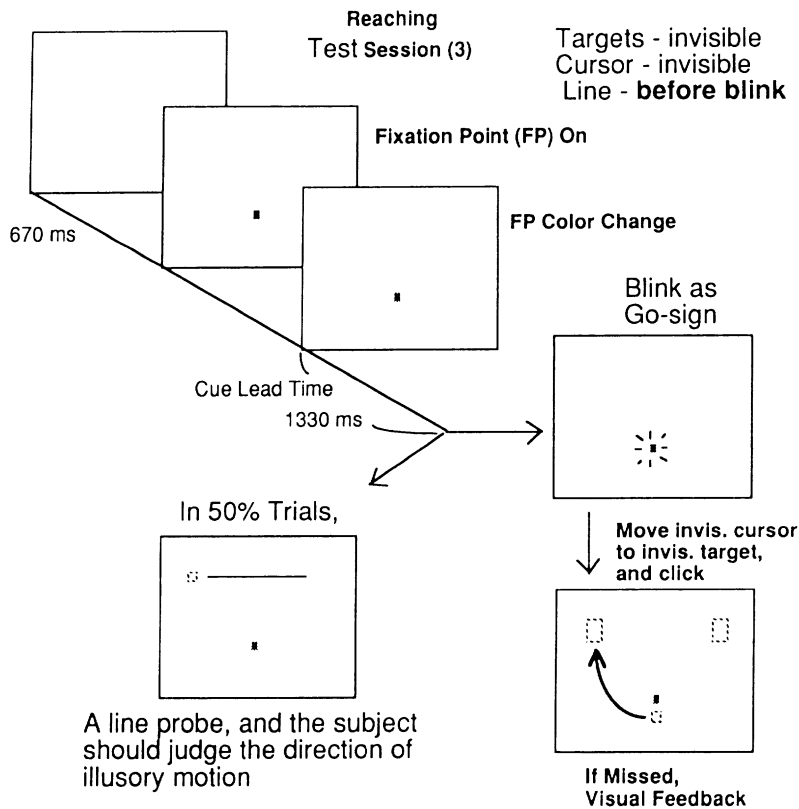 Reaching
Test Session (3)
Targets - invisible
Cursor - invisible
Line - before blink
Fixation Point (FP) On
670 ms
FP Color Change
Blink as
Go-sign
Cue Lead Time
1330 ms
In 50% Trials,
Move invis. cursor
to invis. target,
and click
A line probe, and the subject
should judge the direction of
illusory motion
If Missed,
Visual Feedback